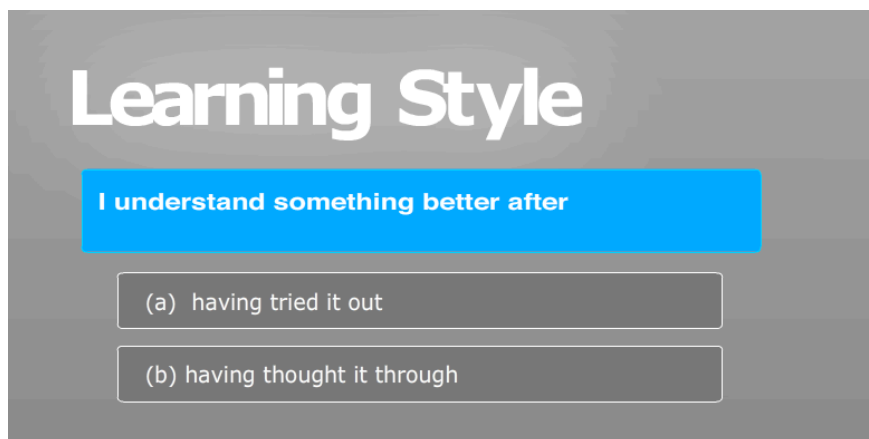 Learning Style
I understand something better after
(a) having tried it out
(b) having thought it through